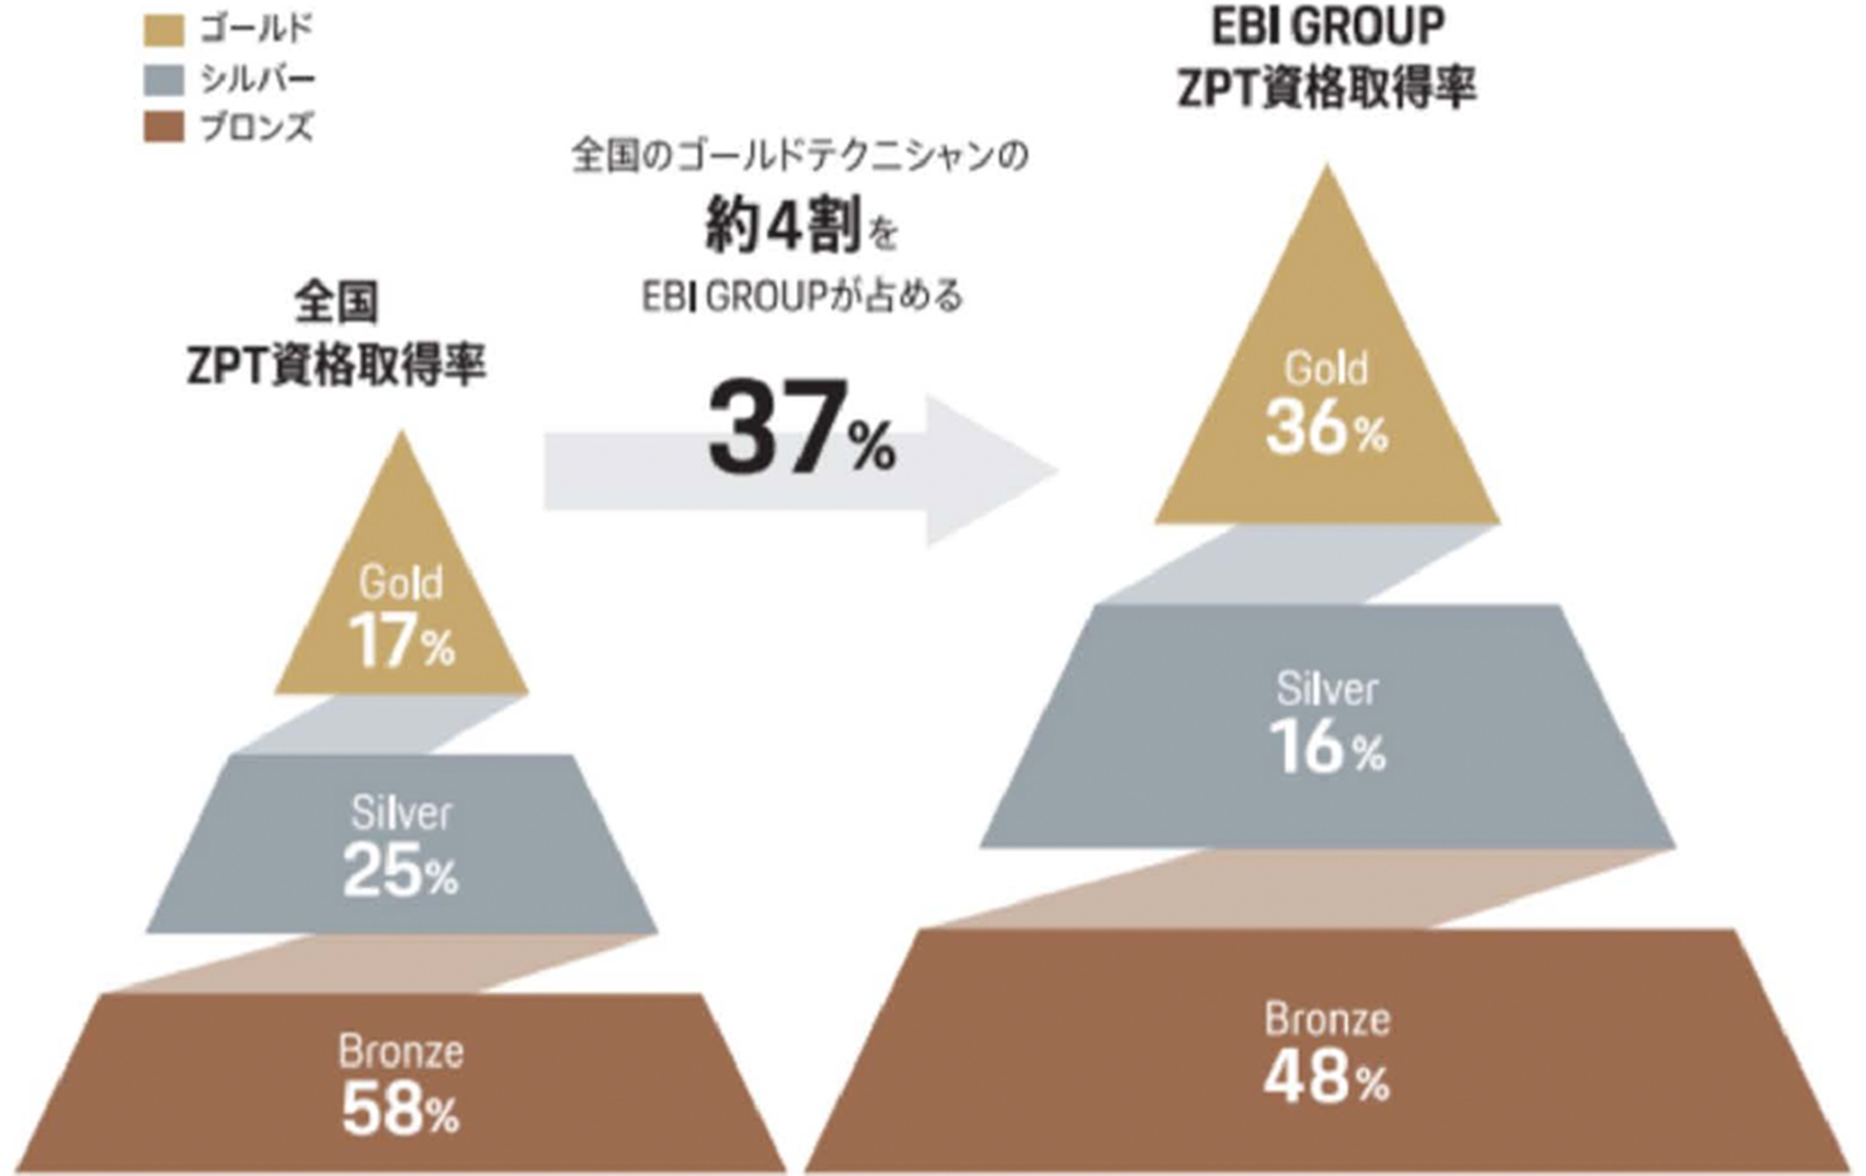 ゴールド
シルバー
ブロンズ
EBI GROUP
ZPT資格取得率
全国のゴールドテクニシャンの
約4割を
EBI GROUPが占める
37%
全国
ZPT資格取得率
Gold
17%
Silver
25%
Bronze
58%
Gold
36%
Silver
16%
Bronze
48%